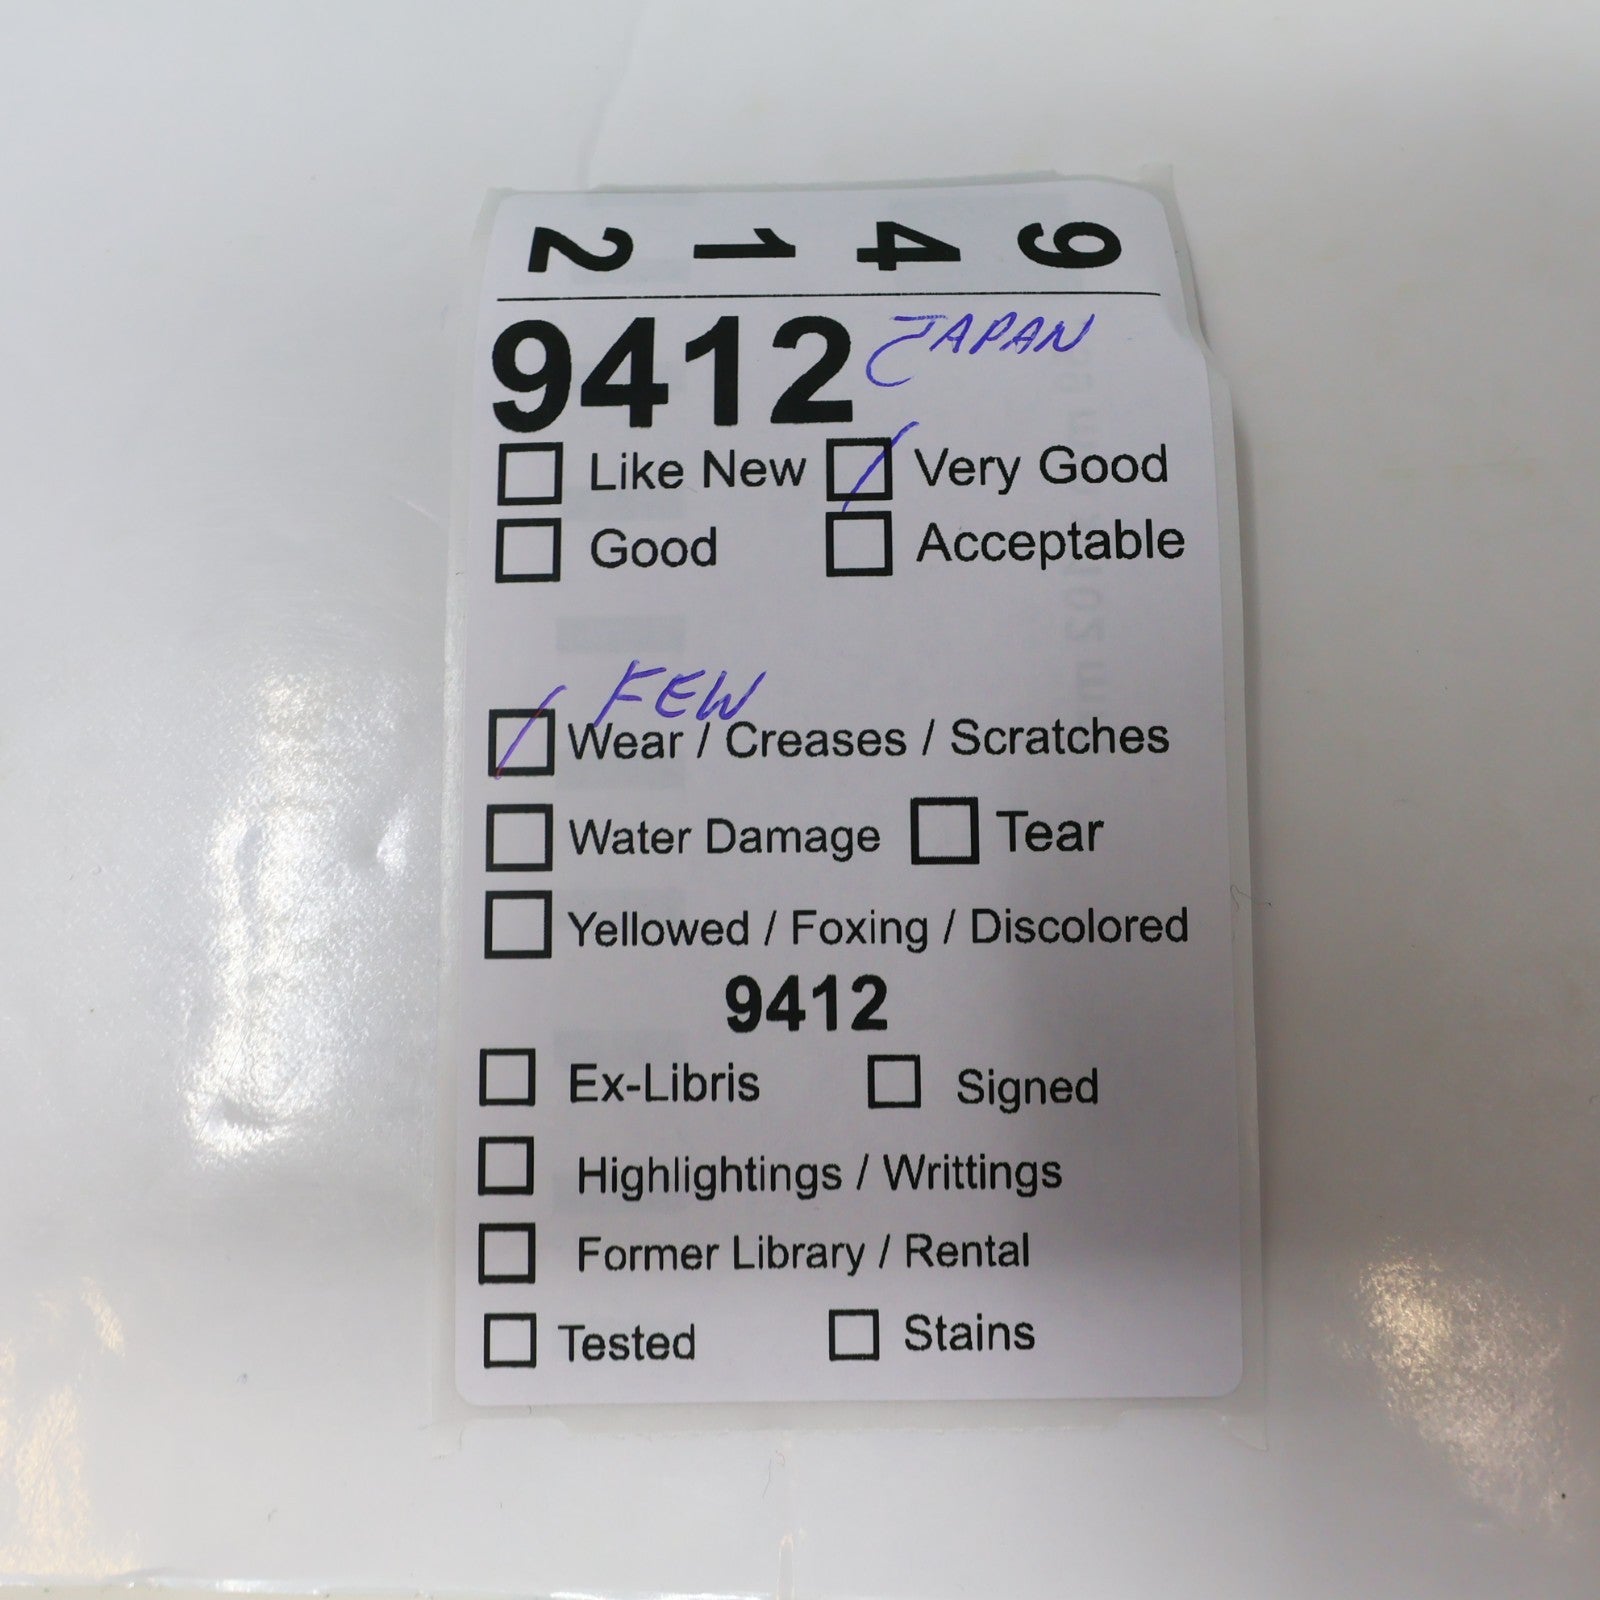 9 4 1 2
9412 JAPAN
Like New Very Good
Good Acceptable
FEW
Wear / Creases / Scratches
Water Damage Tear
Yellowed / Foxing / Discolored
9412
Ex-Libris Signed
Highlightings / Writtings
Former Library / Rental
Tested Stains